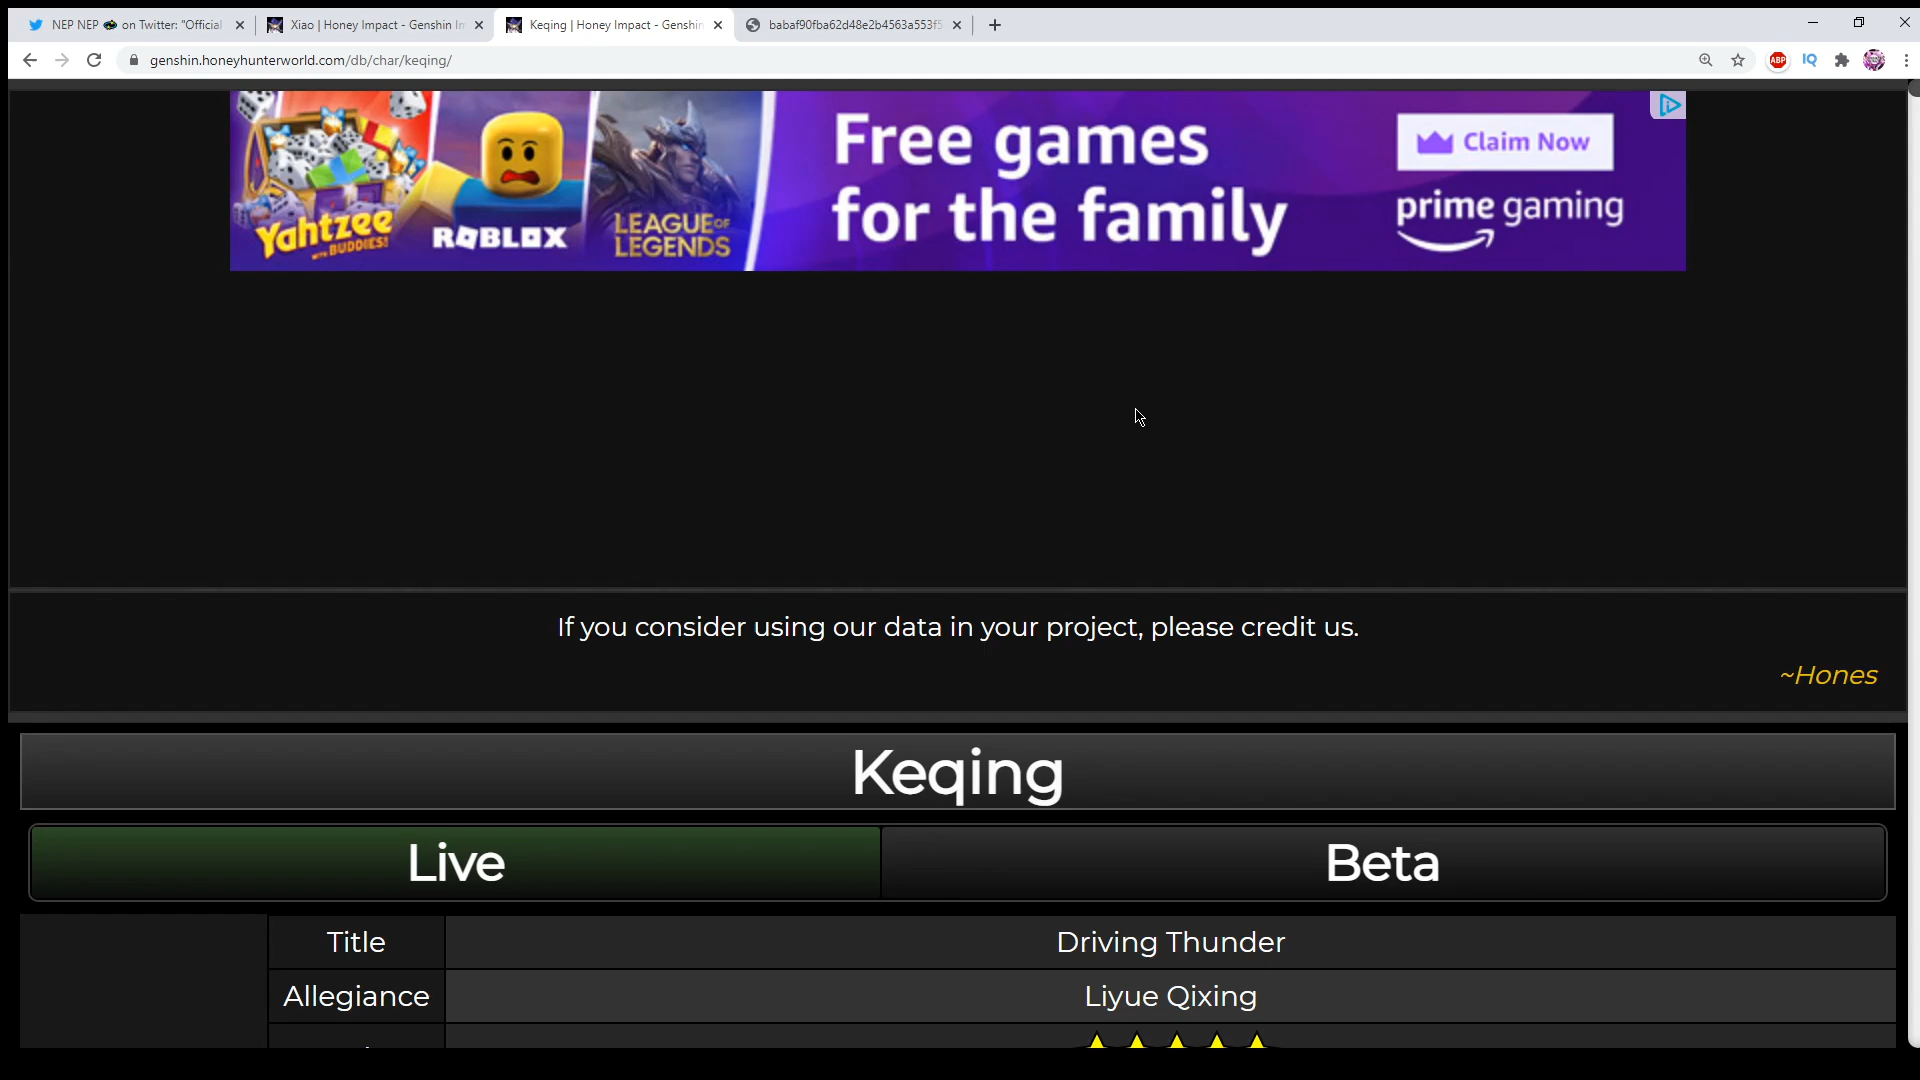 NEP NEP on Twitter: "Official
Xiao | Honey Impact - Genshin Im
Keqing | Honey Impact - Genshin
babaf90fba62d48e2b4563a553f5
genshin.honeyhunterworld.com/db/char/keqing/
ABP
IQ
Yahtzee
WITH BUDDIES!
ROBLOX
LEAGUE OF
LEGENDS
Free games
for the family
Claim Now
prime gaming
If you consider using our data in your project, please credit us.
~Hones
Keqing
Live
Beta
Title
Driving Thunder
Allegiance
Liyue Qixing